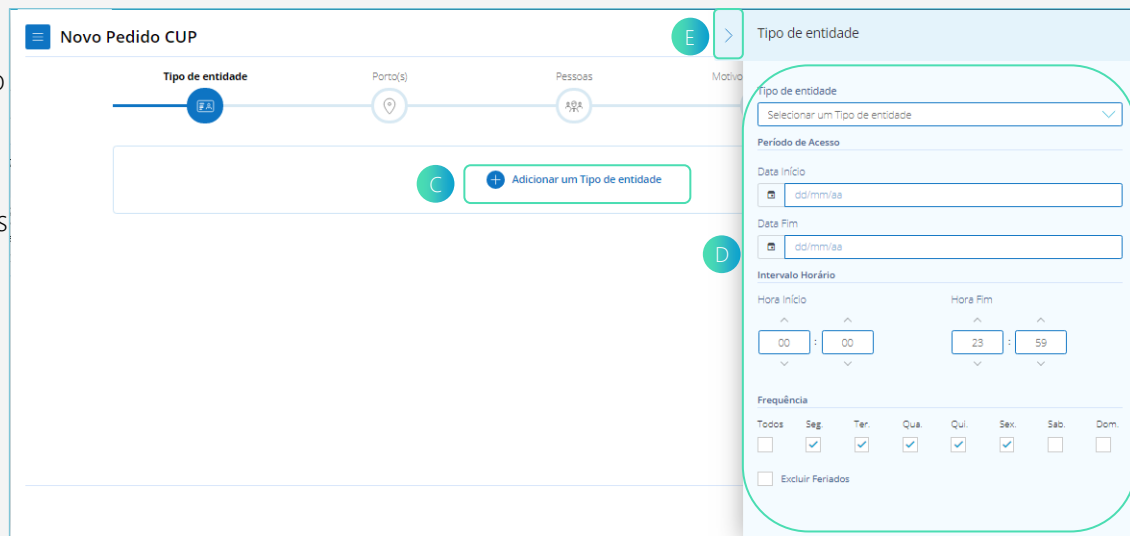 Novo Pedido CUP
E
Tipo de entidade
Tipo de entidade
Porto(s)
Pessoas
Motivo
C
Adicionar um Tipo de entidade
D
Tipo de entidade
Selecionar um Tipo de entidade
Período de Acesso
Data Início
dd/mm/aa
Data Fim
dd/mm/aa
Intervalo Horário
Hora Início
Hora Fim
00 : 00
23 : 59
Frequência
Todos Seg. Ter. Qua. Qui. Sex. Sab. Dom.
Excluir Feriados